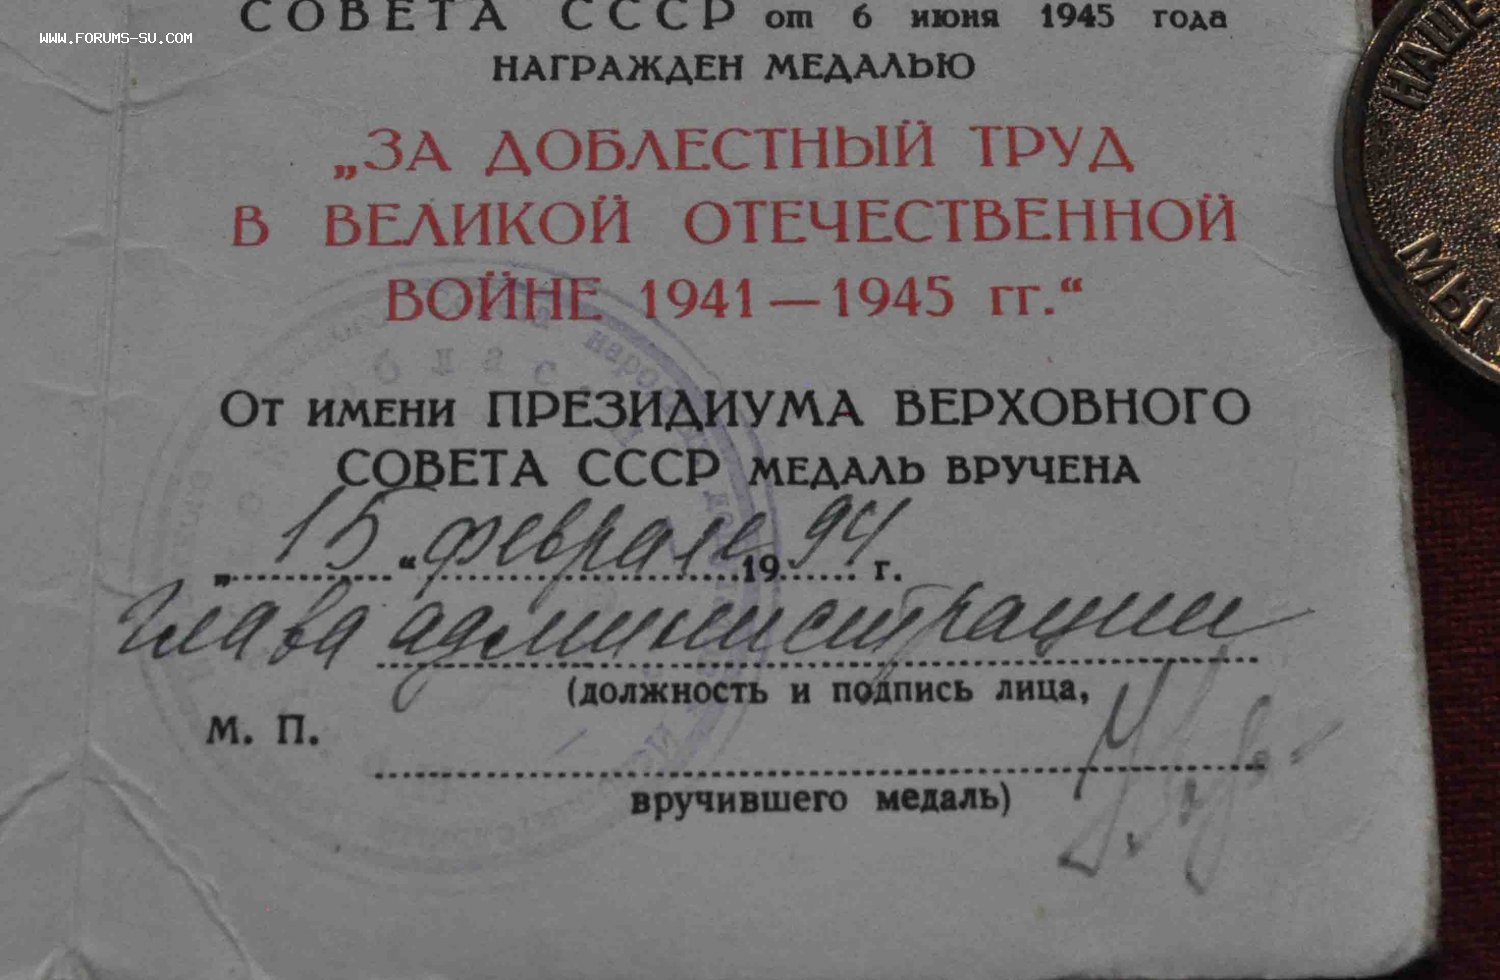 WWW.FORUMS-SU.COM
СОВЕТА СССР от 6 июня 1945 года
НАГРАЖДЕН МЕДАЛЬЮ
„ЗА ДОБЛЕСТНЫЙ ТРУД
В ВЕЛИКОЙ ОТЕЧЕСТВЕННОЙ
ВОЙНЕ 1941—1945 гг.“
От имени ПРЕЗИДИУМА ВЕРХОВНОГО
СОВЕТА СССР МЕДАЛЬ ВРУЧЕНА
„15“ февраля 1994 г.
Глава администрации
(должность и подпись лица,
М. П.
вручившего медаль)
НАШЕ
МЫ